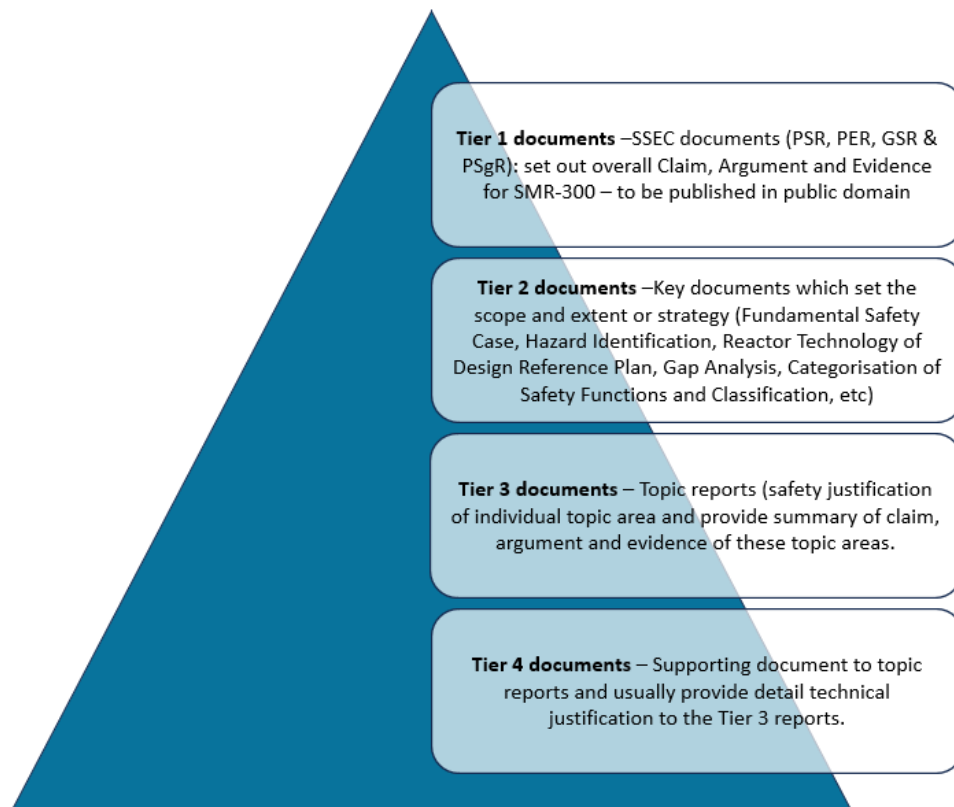 Tier 1 documents –SSEC documents (PSR, PER, GSR &
PSgR): set out overall Claim, Argument and Evidence
for SMR-300 – to be published in public domain
Tier 2 documents –Key documents which set the
scope and extent or strategy (Fundamental Safety
Case, Hazard Identification, Reactor Technology of
Design Reference Plan, Gap Analysis, Categorisation of
Safety Functions and Classification, etc)
Tier 3 documents – Topic reports (safety justification
of individual topic area and provide summary of claim,
argument and evidence of these topic areas.
Tier 4 documents – Supporting document to topic
reports and usually provide detail technical
justification to the Tier 3 reports.